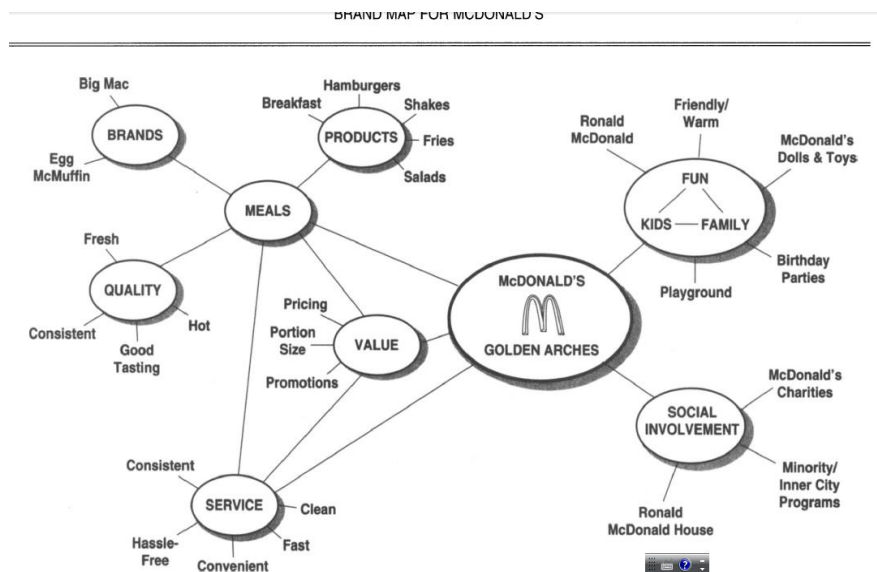 BRAND MAP FOR MCDONALD'S
Big Mac
BRANDS
Egg
McMuffin
Hamburgers
Breakfast
Shakes
PRODUCTS
Fries
Salads
MEALS
Fresh
QUALITY
Consistent
Hot
Good
Tasting
Pricing
Portion
Size
VALUE
Promotions
McDONALD'S
GOLDEN ARCHES
Ronald
McDonald
Friendly/
Warm
McDonald's
Dolls & Toys
FUN
KIDS
FAMILY
Birthday
Parties
Playground
SOCIAL
INVOLVEMENT
McDonald's
Charities
Minority/
Inner City
Programs
Ronald
McDonald House
Consistent
SERVICE
Clean
Hassle-
Free
Fast
Convenient
?